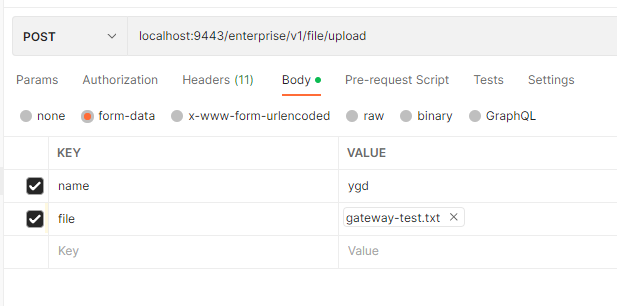 POST localhost:9443/enterprise/v1/file/upload
Params Authorization Headers (11) Body Pre-request Script Tests Settings
none form-data x-www-form-urlencoded raw binary GraphQL
KEY VALUE
name ygd
file gateway-test.txt
Key Value